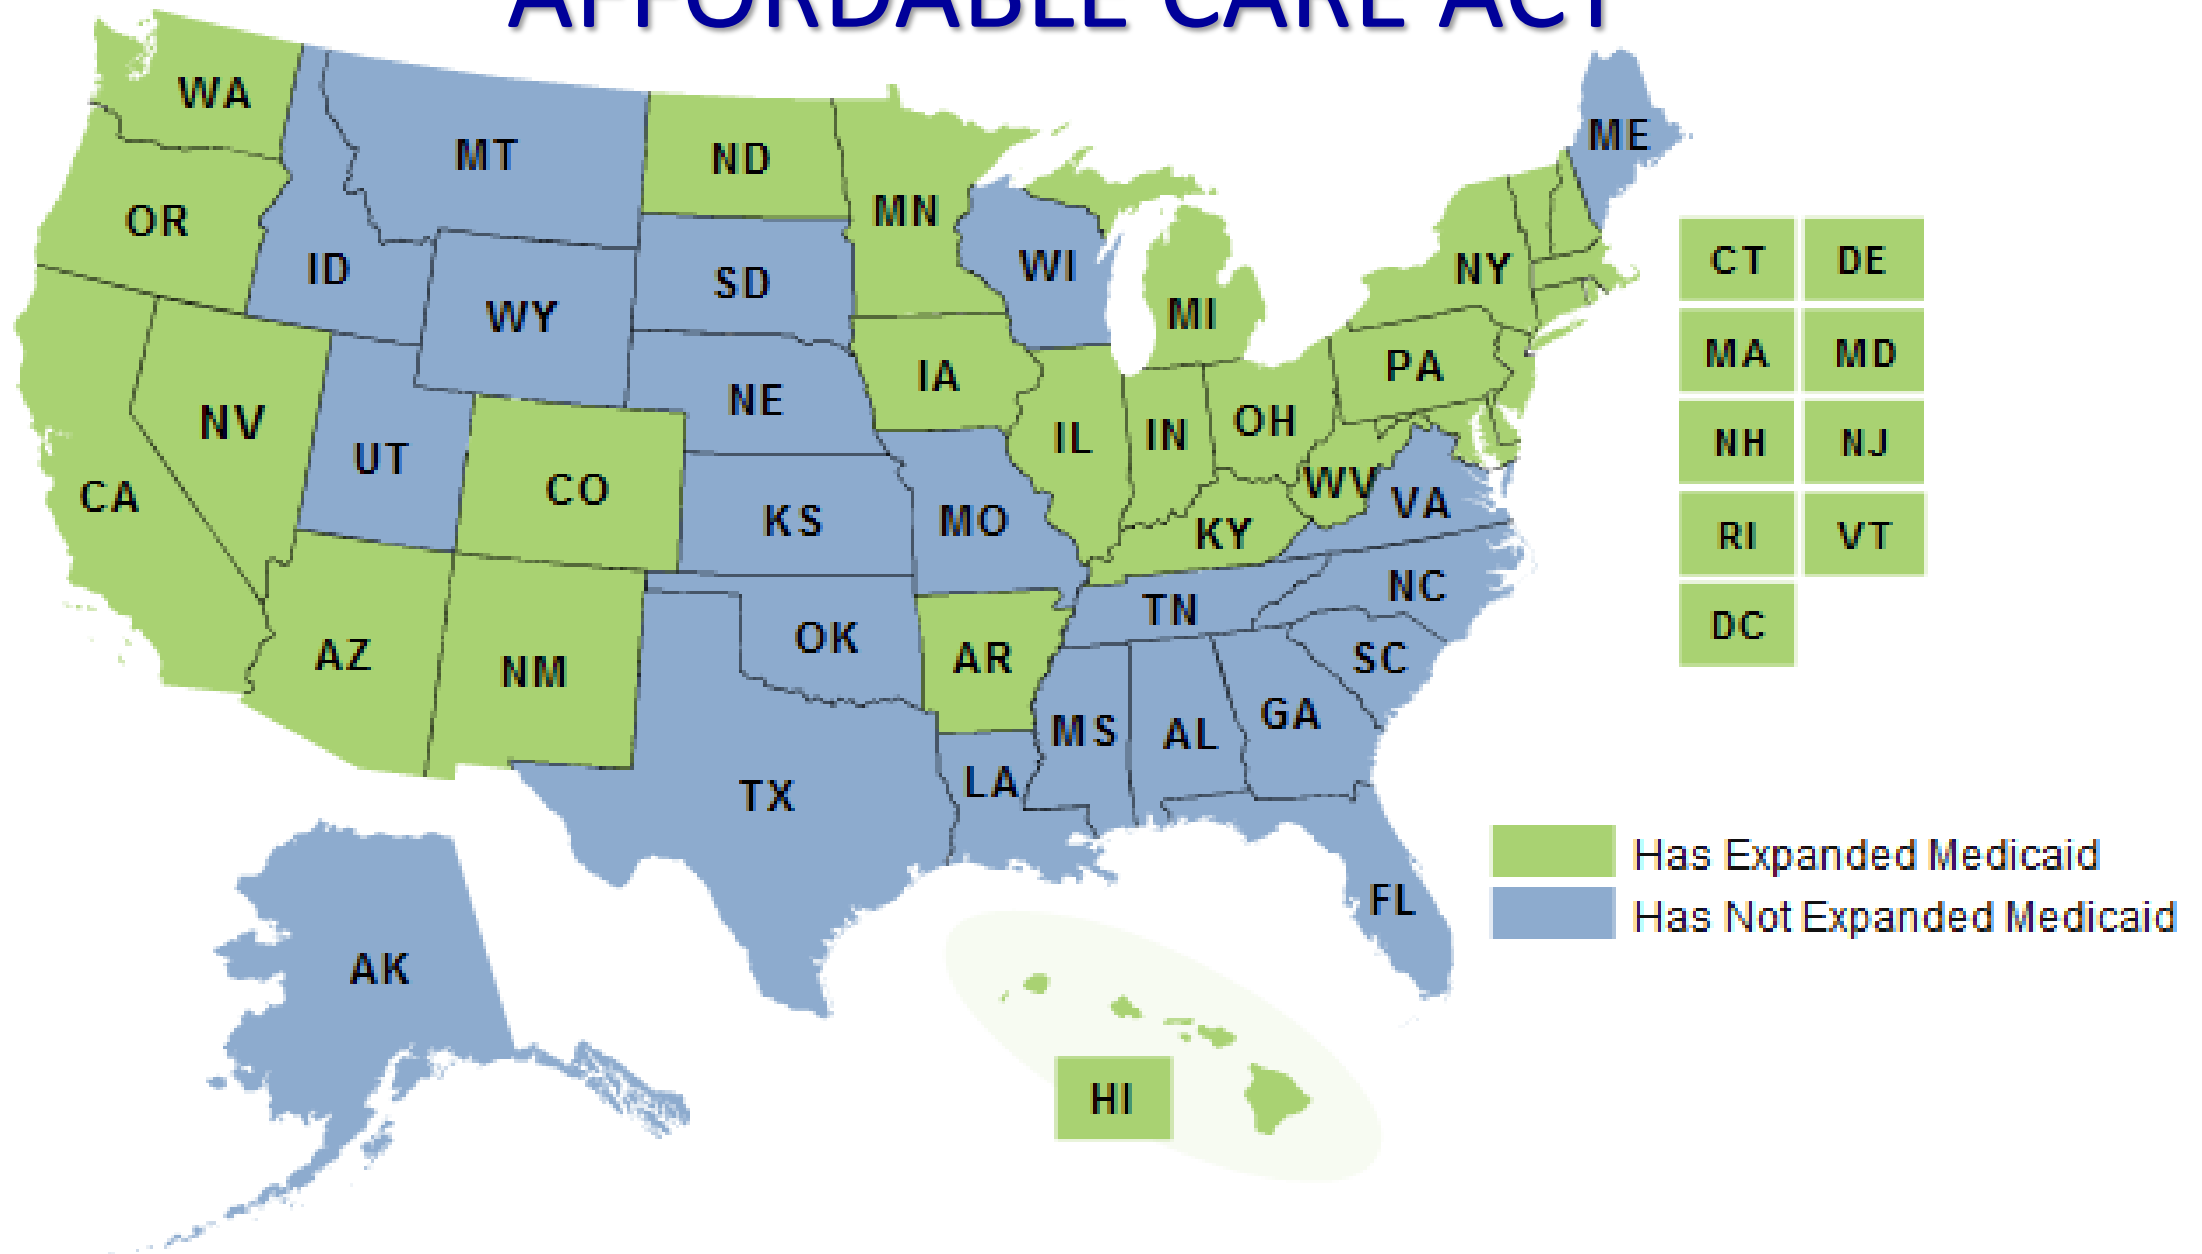 AFFORDABLE CARE ACT
WA
MT
ND
ME
OR
MN
ID
SD
WI
NY
CT DE
WY
MI
MA MD
IA
PA
NE
NV
IL IN OH
NH NJ
UT
CO
WV
CA
KS
MO
VA
KY
RI VT
NC
TN
OK
DC
AZ
NM
AR
SC
GA
MS
AL
LA
TX
Has Expanded Medicaid
FL
Has Not Expanded Medicaid
AK
HI